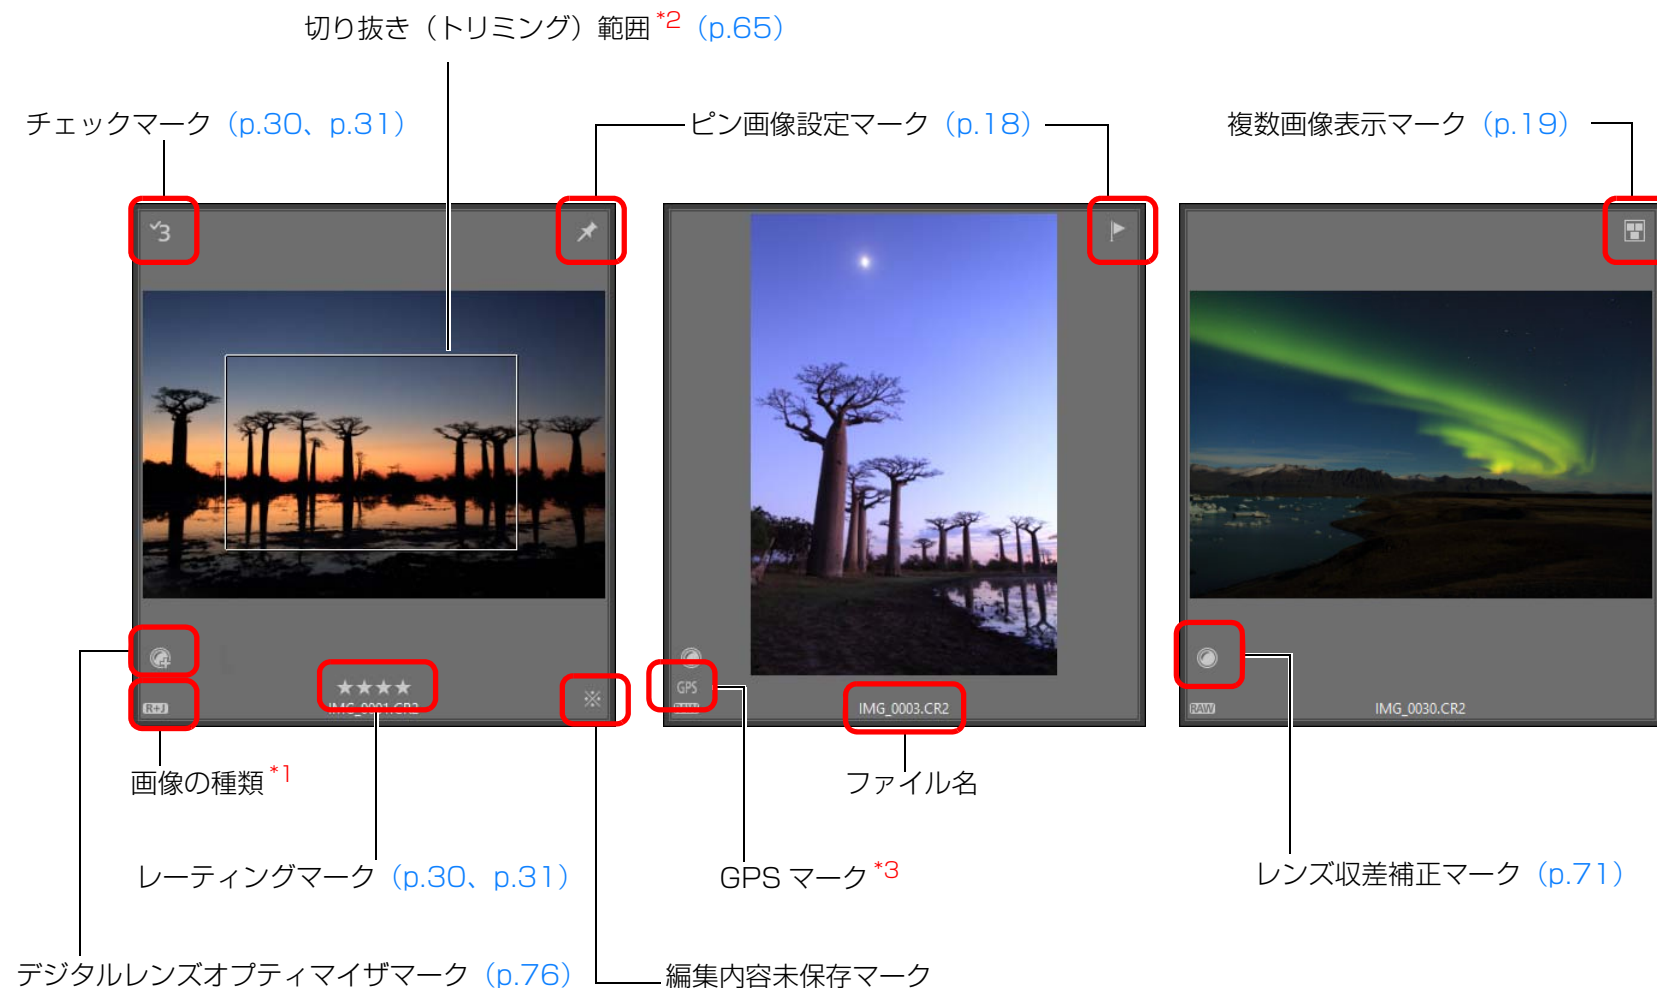 切り抜き（トリミング）範囲*2（p.65）
チェックマーク（p.30、p.31）
ピン画像設定マーク（p.18）
複数画像表示マーク（p.19）
3
★★★★
R+J
IMG_0001.CR2
※
GPS
RAW
IMG_0003.CR2
RAW
IMG_0030.CR2
画像の種類*1
ファイル名
レーティングマーク（p.30、p.31）
GPS マーク*3
レンズ収差補正マーク（p.71）
デジタルレンズオプティマイザマーク（p.76）
編集内容未保存マーク